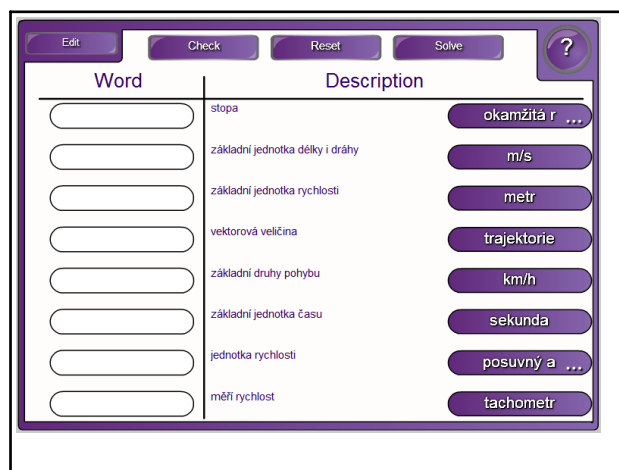 Edit Check Reset Solve ?
Word Description
stopa okamžitá r ...
základní jednotka délky i dráhy m/s
základní jednotka rychlosti metr
vektorová veličina trajektorie
základní druhy pohybu km/h
základní jednotka času sekunda
jednotka rychlosti posuvný a ...
měří rychlost tachometr